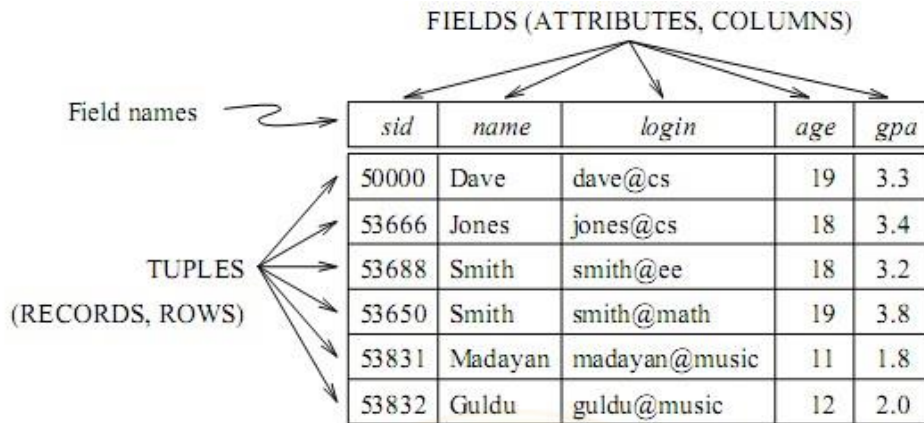 FIELDS (ATTRIBUTES, COLUMNS)
Field names
sid name login age gpa
50000 Dave dave@cs 19 3.3
53666 Jones jones@cs 18 3.4
53688 Smith smith@ee 18 3.2
TUPLES
53650 Smith smith@math 19 3.8
(RECORDS, ROWS)
53831 Madayan madayan@music 11 1.8
53832 Guldu guldu@music 12 2.0